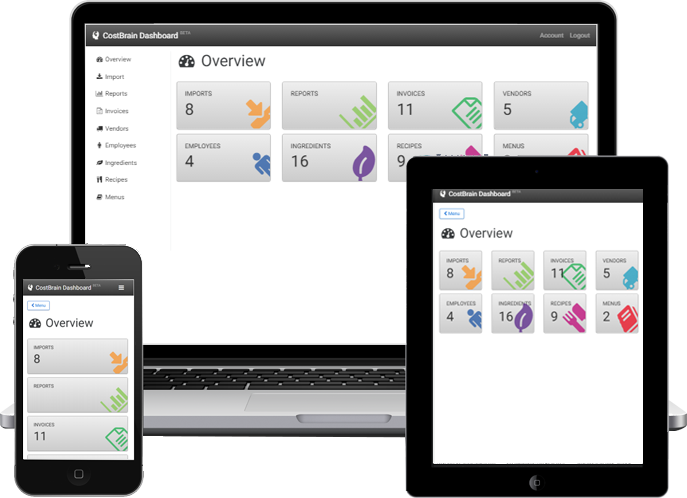 CostBrain Dashboard BETA
Account Logout
Overview
Import
Reports
Invoices
Vendors
Employees
Ingredients
Recipes
Menus
Overview
IMPORTS
8
REPORTS
INVOICES
11
VENDORS
5
EMPLOYEES
4
INGREDIENTS
16
RECIPES
9
MENUS
CostBrain Dashboard BETA
Menu
Overview
IMPORTS
8
REPORTS
INVOICES
11
CostBrain Dashboard BETA
Menu
Overview
IMPORTS
8
REPORTS
INVOICES
11
VENDORS
5
EMPLOYEES
4
INGREDIENTS
16
RECIPES
9
MENUS
2